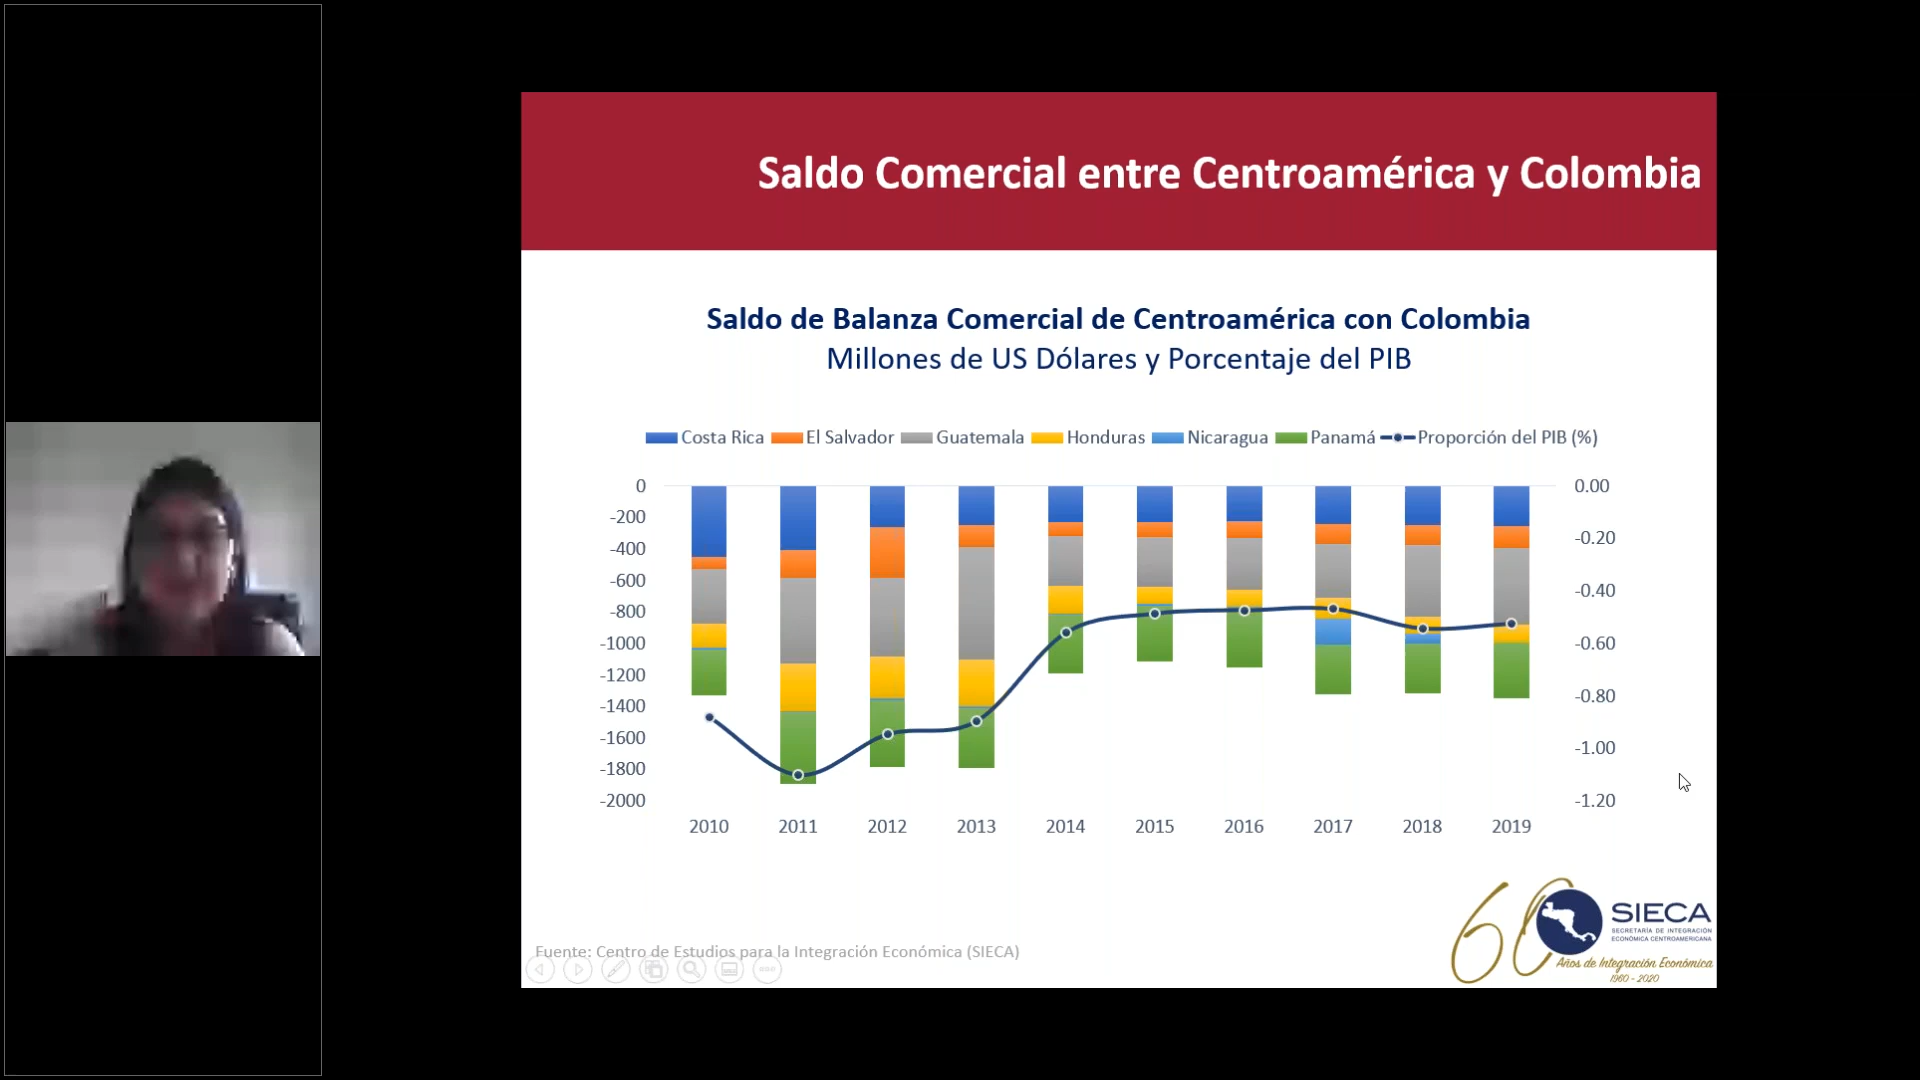 Saldo Comercial entre Centroamérica y Colombia
Saldo de Balanza Comercial de Centroamérica con Colombia
Millones de US Dólares y Porcentaje del PIB
Costa Rica El Salvador Guatemala Honduras Nicaragua Panamá Proporción del PIB (%)
0
-200
-400
-600
-800
-1000
-1200
-1400
-1600
-1800
-2000
0.00
-0.20
-0.40
-0.60
-0.80
-1.00
-1.20
2010 2011 2012 2013 2014 2015 2016 2017 2018 2019
Fuente: Centro de Estudios para la Integración Económica (SIECA)
60
SIECA
SECRETARÍA DE INTEGRACIÓN
ECONÓMICA CENTROAMERICANA
Años de Integración Económica
1960 - 2020